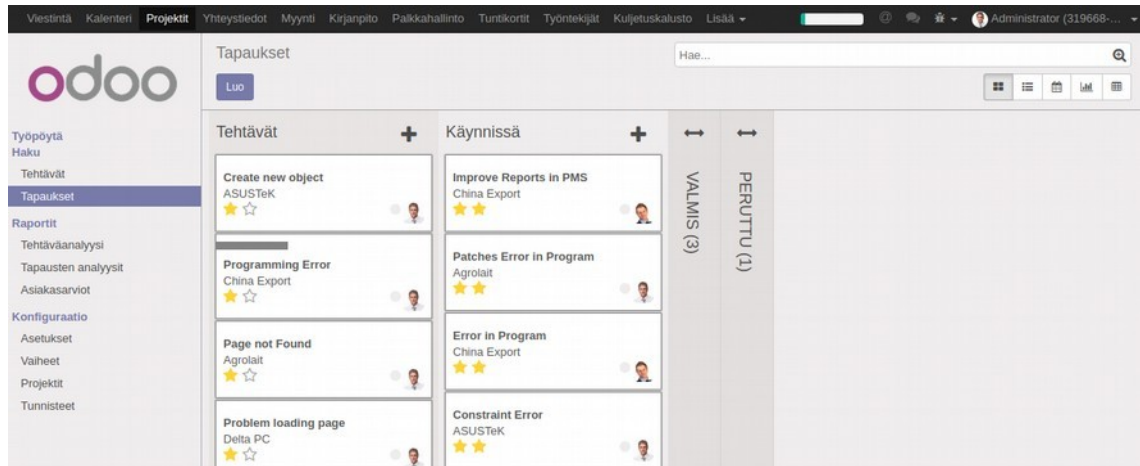 Viestintä Kalenteri Projektit Yhteystiedot Myynti Kirjanpito Palkkahallinto Tuntikortit Työntekijät Kuljetuskalusto Lisää @ Administrator (319668-...
odoo
Tapaukset
Hae...
Luo
Työpöytä
Haku
Tehtävät
Tapaukset
Raportit
Tehtäväanalyysi
Tapausten analyysit
Asiakasarviot
Konfiguraatio
Asetukset
Vaiheet
Projektit
Tunnisteet
Tehtävät
Create new object
ASUSTeK
Programming Error
China Export
Page not Found
Agrolait
Problem loading page
Delta PC
Käynnissä
Improve Reports in PMS
China Export
Patches Error in Program
Agrolait
Error in Program
China Export
Constraint Error
ASUSTeK
VALMIS (3)
PERUTTU (1)